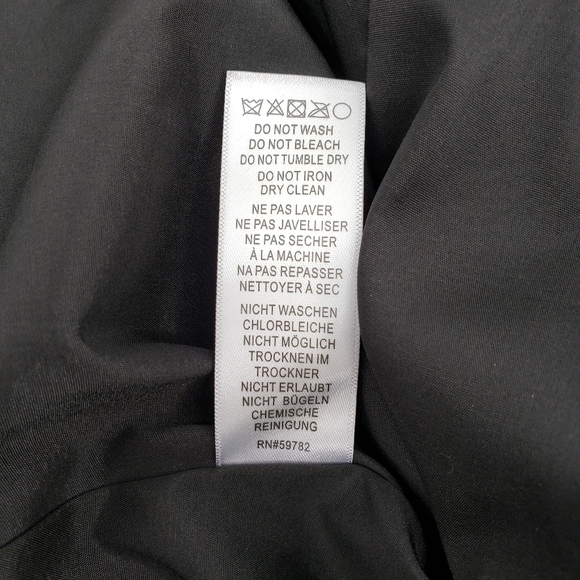 DO NOT WASH
DO NOT BLEACH
DO NOT TUMBLE DRY
DO NOT IRON
DRY CLEAN
NE PAS LAVER
NE PAS JAVELLISER
NE PAS SECHER
À LA MACHINE
NA PAS REPASSER
NETTOYER À SEC
NICHT WASCHEN
CHLORBLEICHE
NICHT MÖGLICH
TROCKNEN IM
TROCKNER
NICHT ERLAUBT
NICHT BÜGELN
CHEMISCHE
REINIGUNG
RN#59782